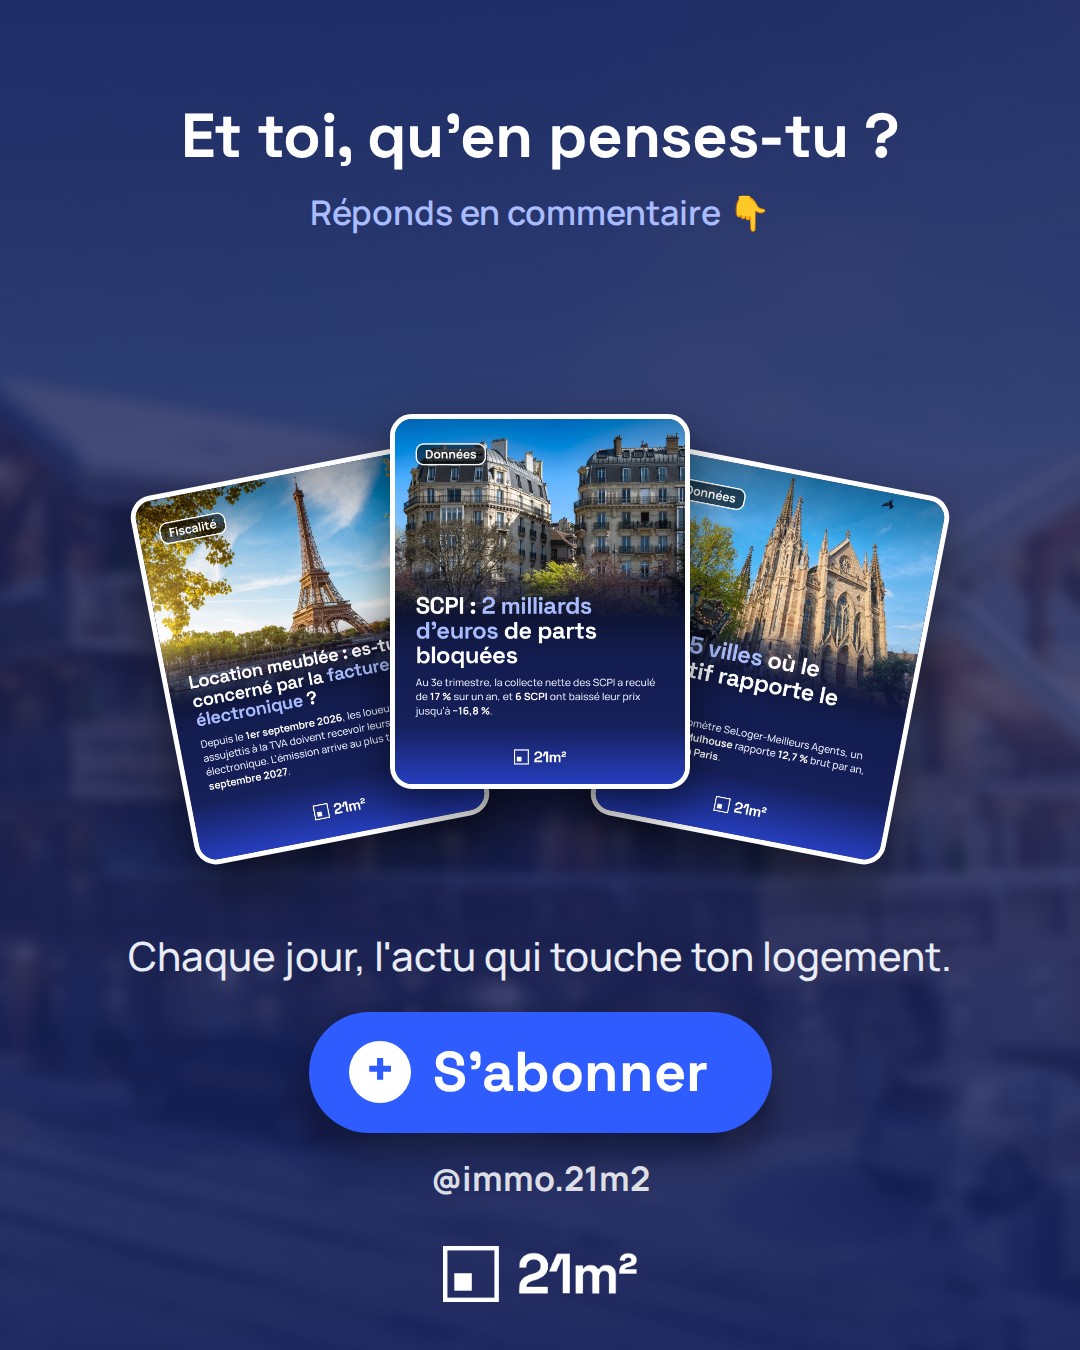 Et toi, qu’en penses-tu ?
Réponds en commentaire 👇
Fiscalité
Location meublée : es-tu
concerné par la facture
électronique ?
Depuis le 1er septembre 2026, les
assujettis à la TVA doivent recevoir leurs
électronique. L'émission arrive au plus
septembre 2027.
21m²
Données
SCPI : 2 milliards
d’euros de parts
bloquées
Au 3e trimestre, la collecte nette des SCPI a reculé
de 17 % sur un an, et 6 SCPI ont baissé leur prix
jusqu'à −16,8 %.
21m²
Données
5 villes où le
rapporte le
SeLoger-Meilleurs Agents, un
Mulhouse rapporte 12,7 % brut par an,
Paris.
21m²
Chaque jour, l'actu qui touche ton logement.
+ S’abonner
@immo.21m2
21m²